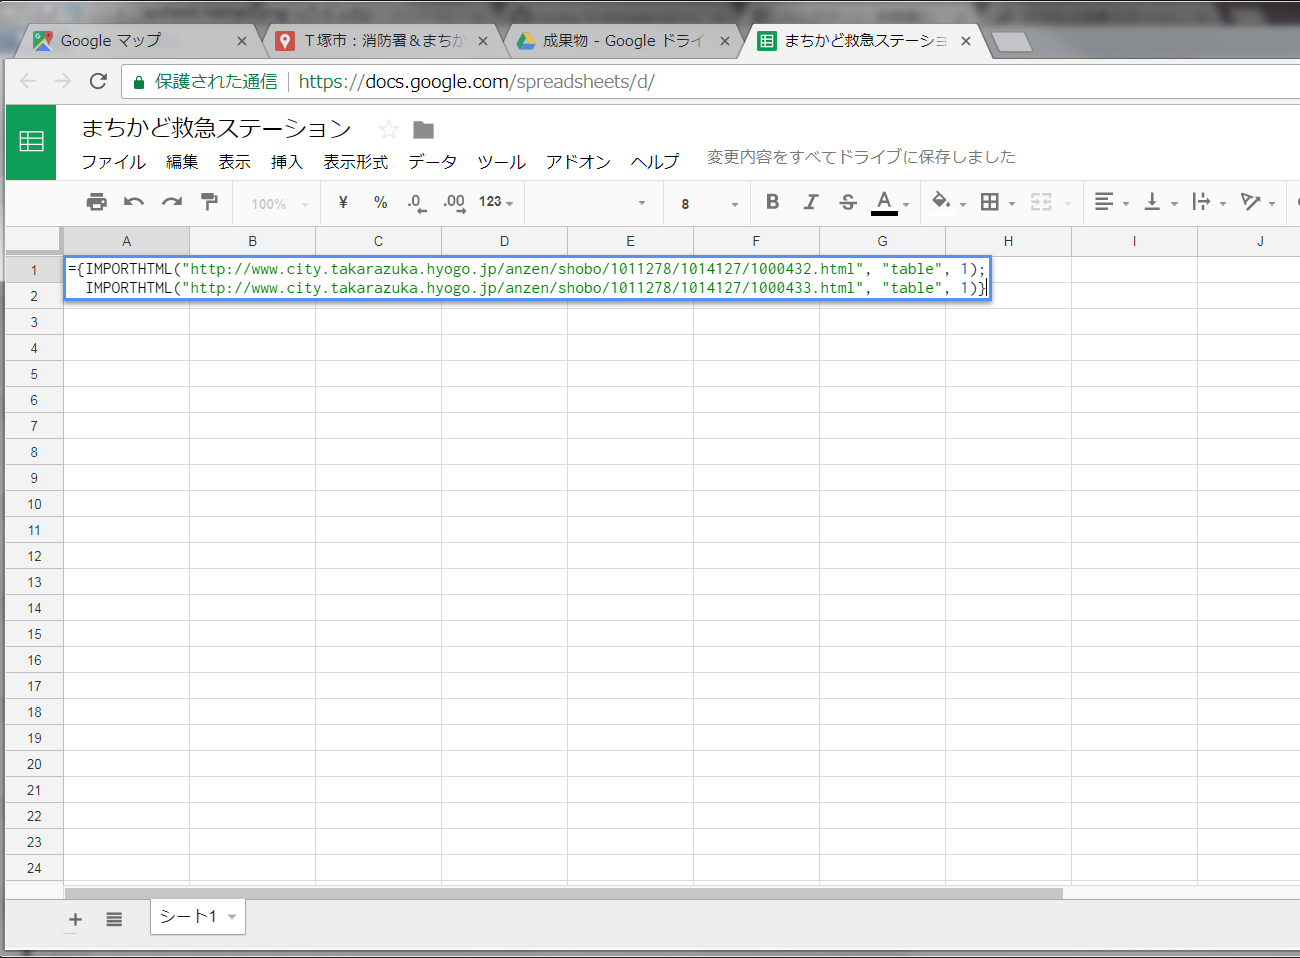 Google マップ
T塚市：消防署＆まちか
成果物 - Google ドライ
まちかど救急ステーショ
保護された通信
https://docs.google.com/spreadsheets/d/
まちかど救急ステーション
ファイル 編集 表示 挿入 表示形式 データ ツール アドオン ヘルプ 変更内容をすべてドライブに保存しました
100% ¥ % .0 .00 123 8 B I S A
A B C D E F G H I J
1 ={IMPORTHTML("http://www.city.takarazuka.hyogo.jp/anzen/shobo/1011278/1014127/1000432.html", "table", 1);
2 IMPORTHTML("http://www.city.takarazuka.hyogo.jp/anzen/shobo/1011278/1014127/1000433.html", "table", 1)}
3
4
5
6
7
8
9
10
11
12
13
14
15
16
17
18
19
20
21
22
23
24
シート1